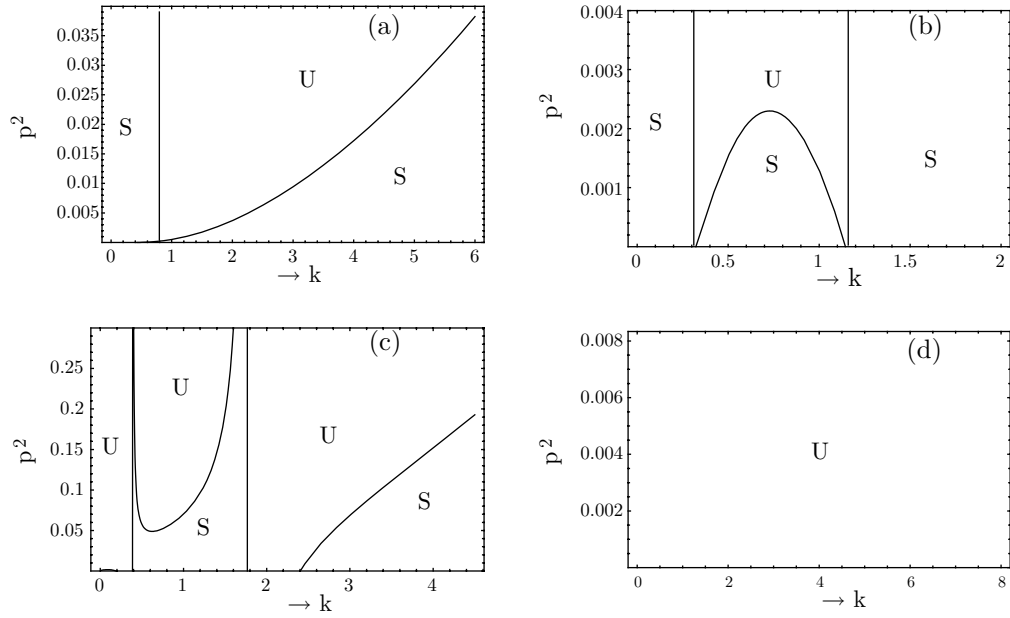 (a)
0.035
0.03
0.025
0.02
0.015
0.01
0.005
p²
S
U
S
0 1 2 3 4 5 6
→ k
(b)
0.004
0.003
0.002
0.001
p²
S
U
S
S
0 0.5 1 1.5 2
→ k
(c)
0.25
0.2
0.15
0.1
0.05
p²
U
U
S
U
S
0 1 2 3 4
→ k
(d)
0.008
0.006
0.004
0.002
p²
U
0 2 4 6 8
→ k